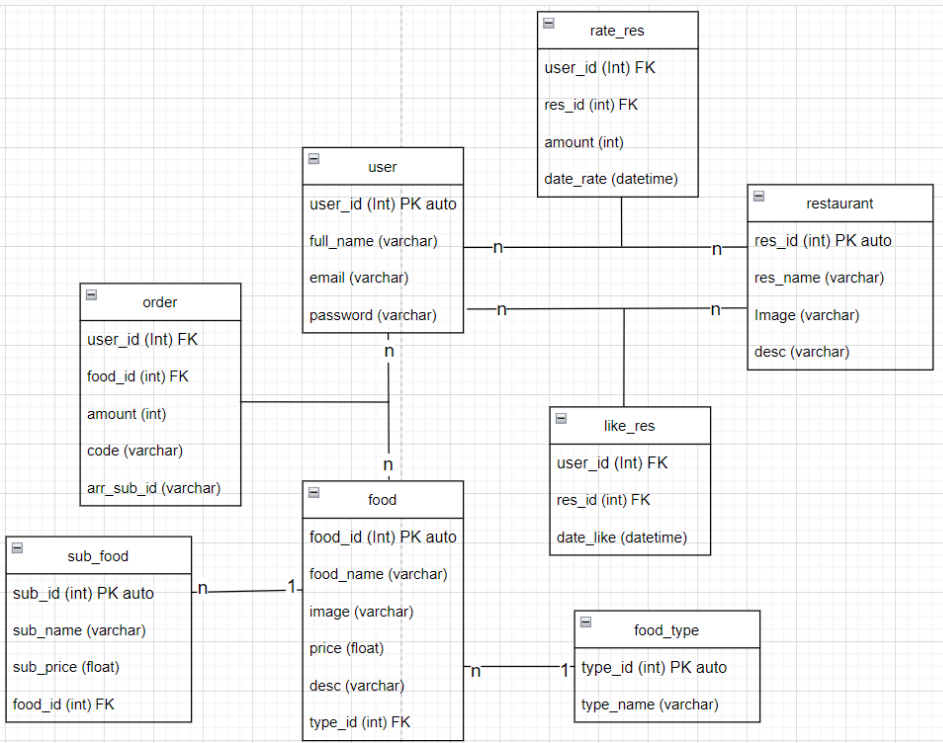 rate_res
user_id (Int) FK
res_id (int) FK
amount (int)
date_rate (datetime)
user
user_id (Int) PK auto
full_name (varchar)
email (varchar)
password (varchar)
restaurant
res_id (int) PK auto
res_name (varchar)
Image (varchar)
desc (varchar)
n
n
n
n
order
user_id (Int) FK
food_id (int) FK
amount (int)
code (varchar)
arr_sub_id (varchar)
n
n
like_res
user_id (Int) FK
res_id (int) FK
date_like (datetime)
food
food_id (Int) PK auto
food_name (varchar)
image (varchar)
price (float)
desc (varchar)
type_id (int) FK
sub_food
sub_id (int) PK auto
sub_name (varchar)
sub_price (float)
food_id (int) FK
n
1
food_type
type_id (int) PK auto
type_name (varchar)
n
1